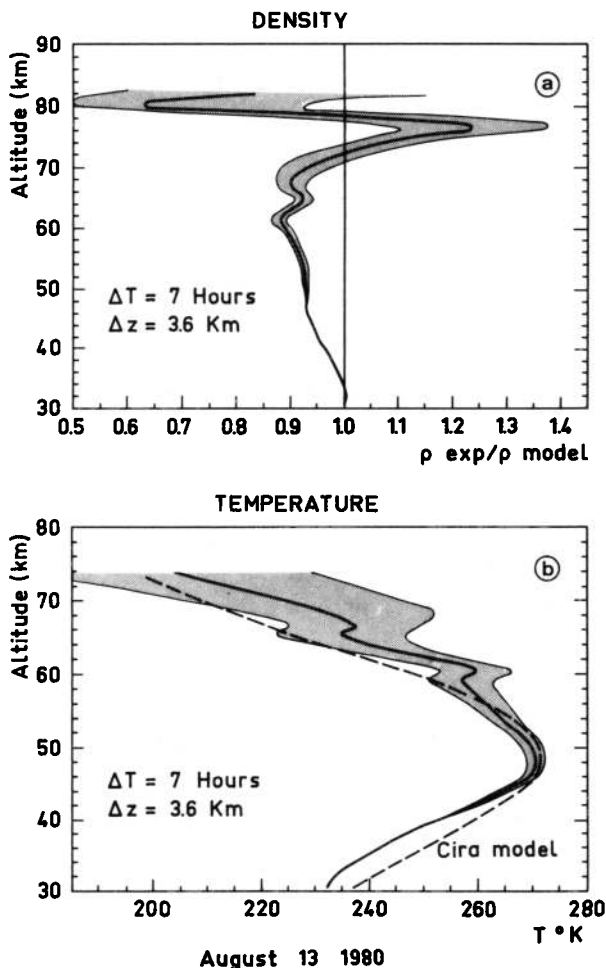 DENSITY
90
80
70
60
50
40
30
Altitude (km)
a
ΔT = 7 Hours
Δz = 3.6 Km
0.5 0.6 0.7 0.8 0.9 1.0 1.1 1.2 1.3 1.4
ρ exp/ρ model
TEMPERATURE
80
70
60
50
40
30
Altitude (km)
b
ΔT = 7 Hours
Δz = 3.6 Km
Cira model
200 220 240 260 280
T °K
August 13 1980